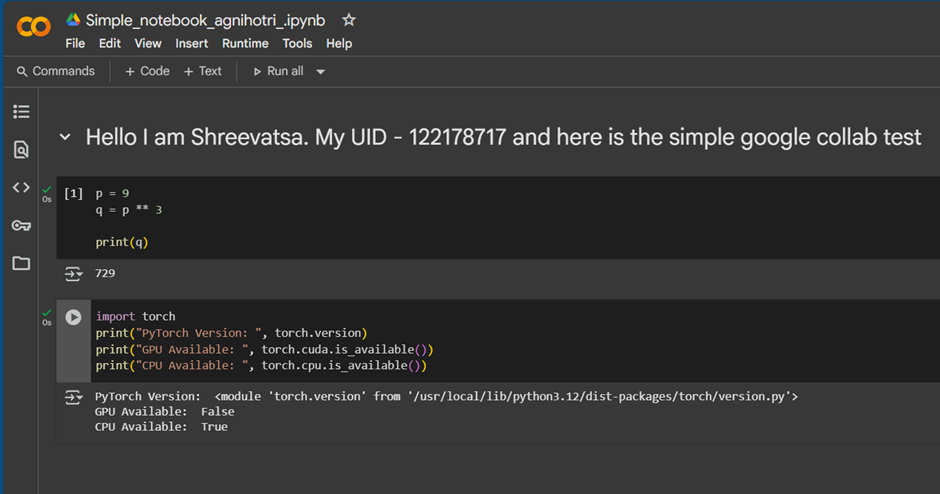 Simple_notebook_agnihotri_.ipynb
File Edit View Insert Runtime Tools Help
Commands + Code + Text Run all
Hello I am Shreevatsa. My UID - 122178717 and here is the simple google collab test
[1] p = 9
q = p ** 3
0s
print(q)
729
import torch
0s
print("PyTorch Version: ", torch.version)
print("GPU Available: ", torch.cuda.is_available())
print("CPU Available: ", torch.cpu.is_available())
PyTorch Version:  <module 'torch.version' from '/usr/local/lib/python3.12/dist-packages/torch/version.py'>
GPU Available:  False
CPU Available:  True